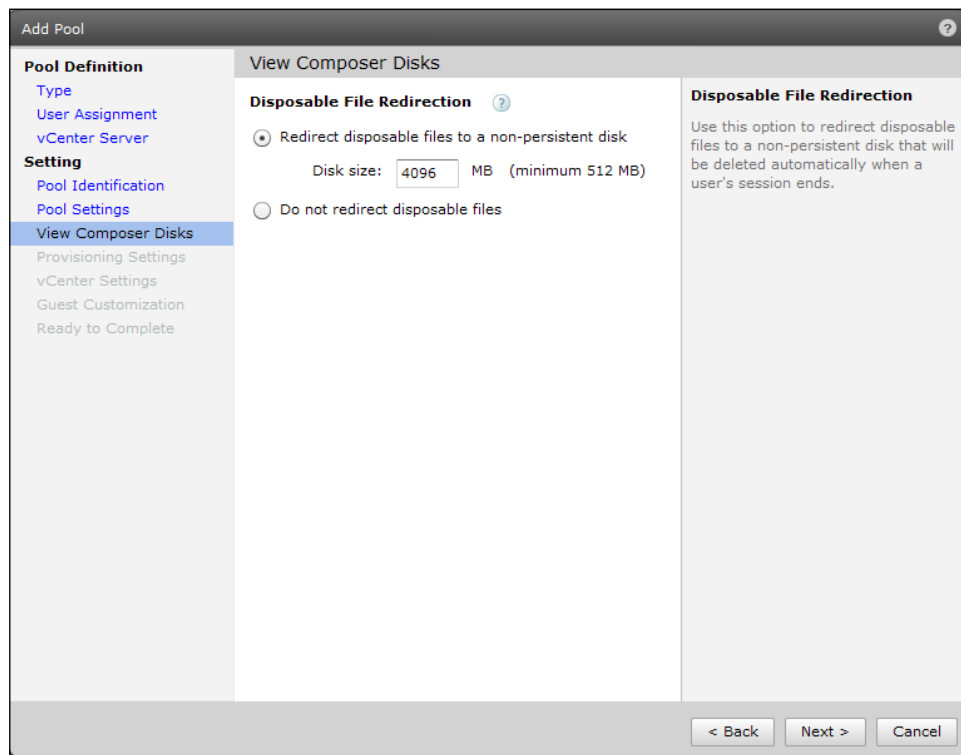 Add Pool
?
Pool Definition
Type
User Assignment
vCenter Server
Setting
Pool Identification
Pool Settings
View Composer Disks
Provisioning Settings
vCenter Settings
Guest Customization
Ready to Complete
View Composer Disks
Disposable File Redirection ?
Redirect disposable files to a non-persistent disk
Disk size: 4096 MB (minimum 512 MB)
Do not redirect disposable files
Disposable File Redirection
Use this option to redirect disposable
files to a non-persistent disk that will
be deleted automatically when a
user's session ends.
< Back Next > Cancel